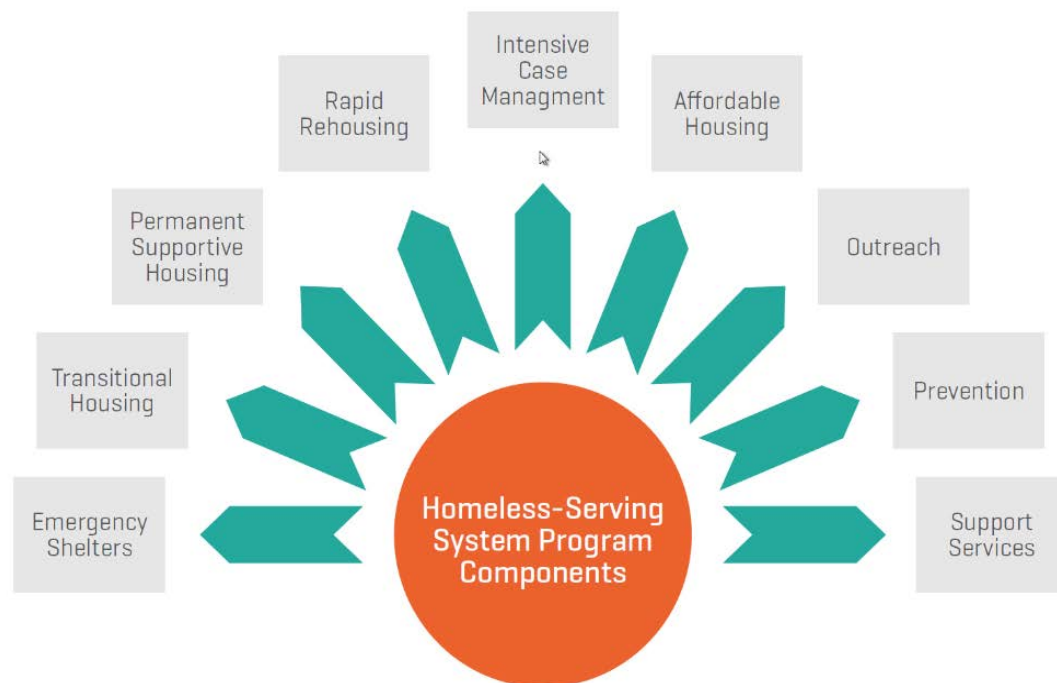 Intensive
Case
Managment
Rapid
Rehousing
Affordable
Housing
Permanent
Supportive
Housing
Outreach
Transitional
Housing
Prevention
Emergency
Shelters
Homeless-Serving
System Program
Components
Support
Services